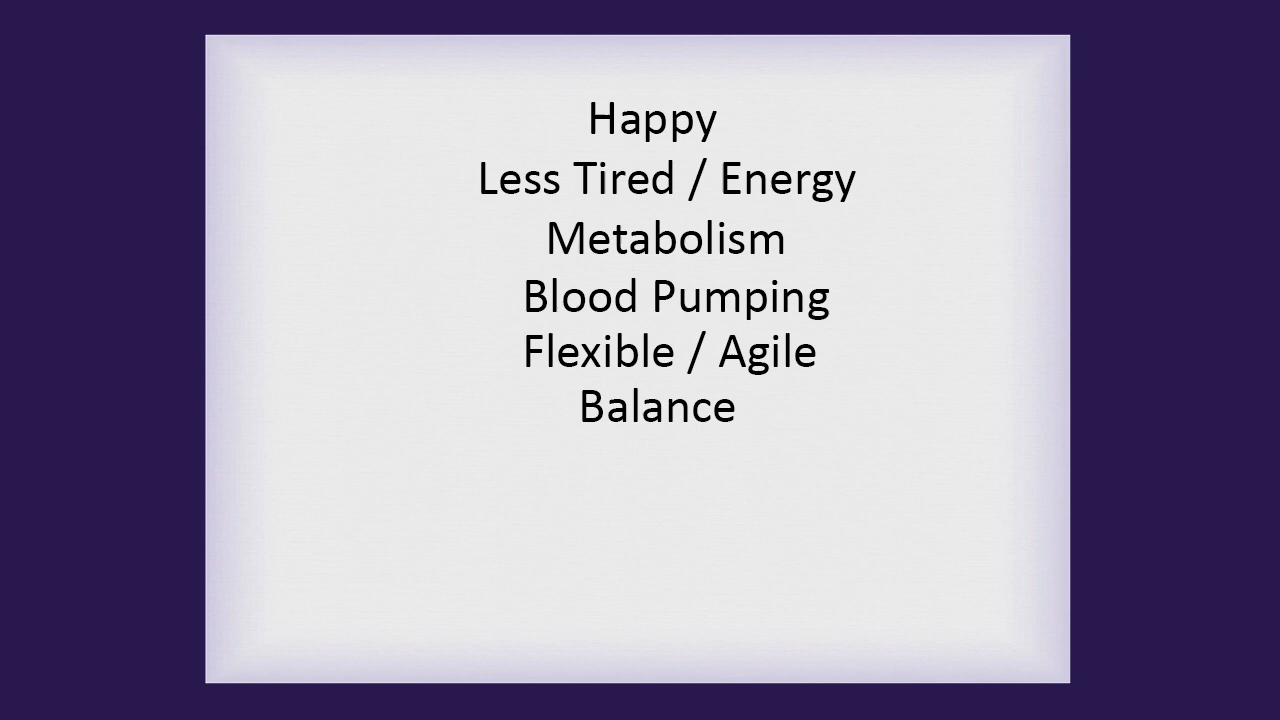 Happy
Less Tired / Energy
Metabolism
Blood Pumping
Flexible / Agile
Balance